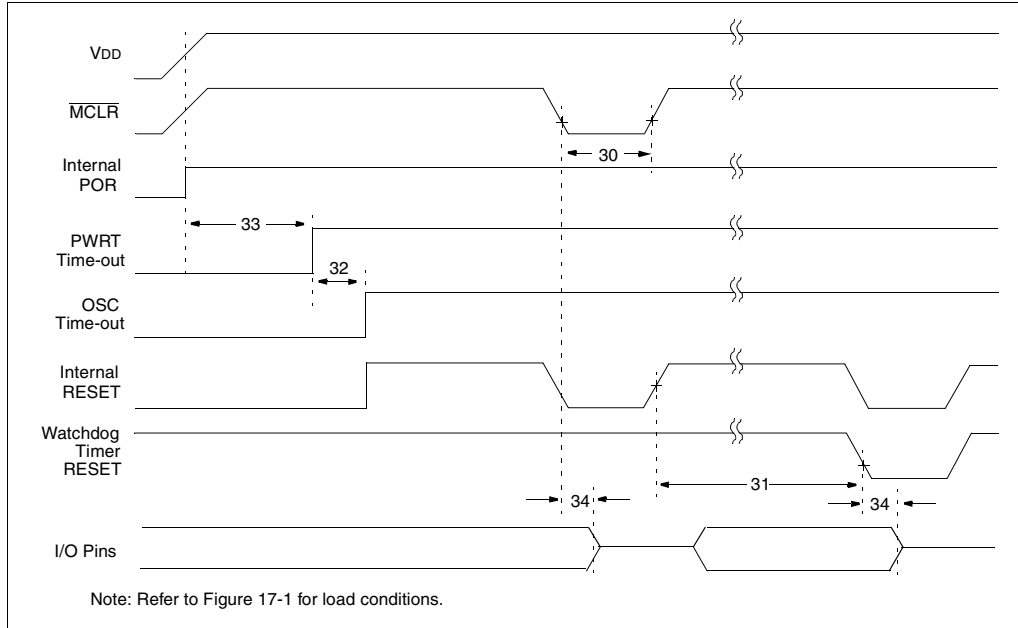 VDD
MCLR
30
Internal
POR
33
PWRT
Time-out
32
OSC
Time-out
Internal
RESET
Watchdog
Timer
RESET
31
34
34
I/O Pins
Note: Refer to Figure 17-1 for load conditions.